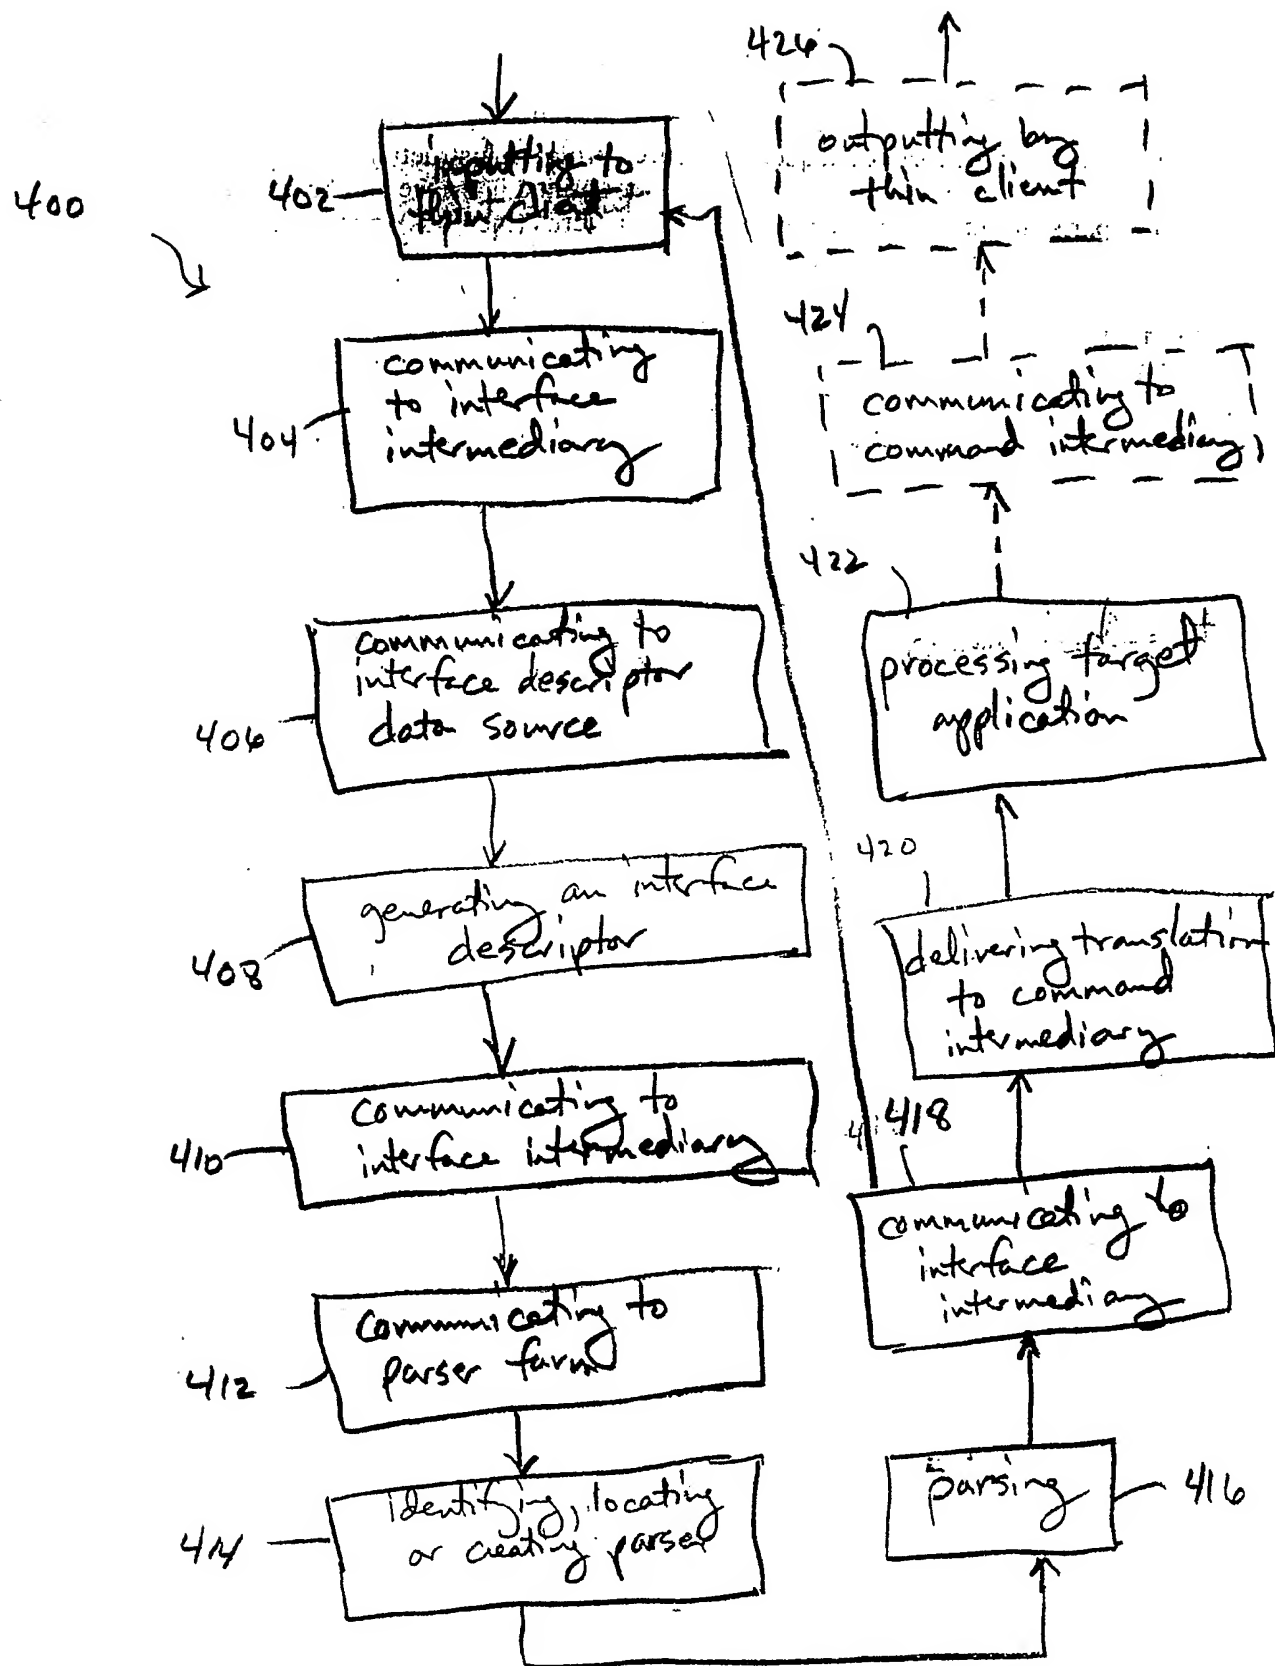 400
402
inputting to
thin client
404
communicating
to interface
intermediary
406
communicating to
interface descriptor
data source
408
generating an interface
descriptor
410
communicating to
interface intermediary
412
communicating to
parser farm
414
identifying, locating
or creating parser
416
parsing
418
communicating to
interface
intermediary
420
delivering translation
to command
intermediary
422
processing target
application
424
communicating to
command intermediary
426
outputting by
thin client